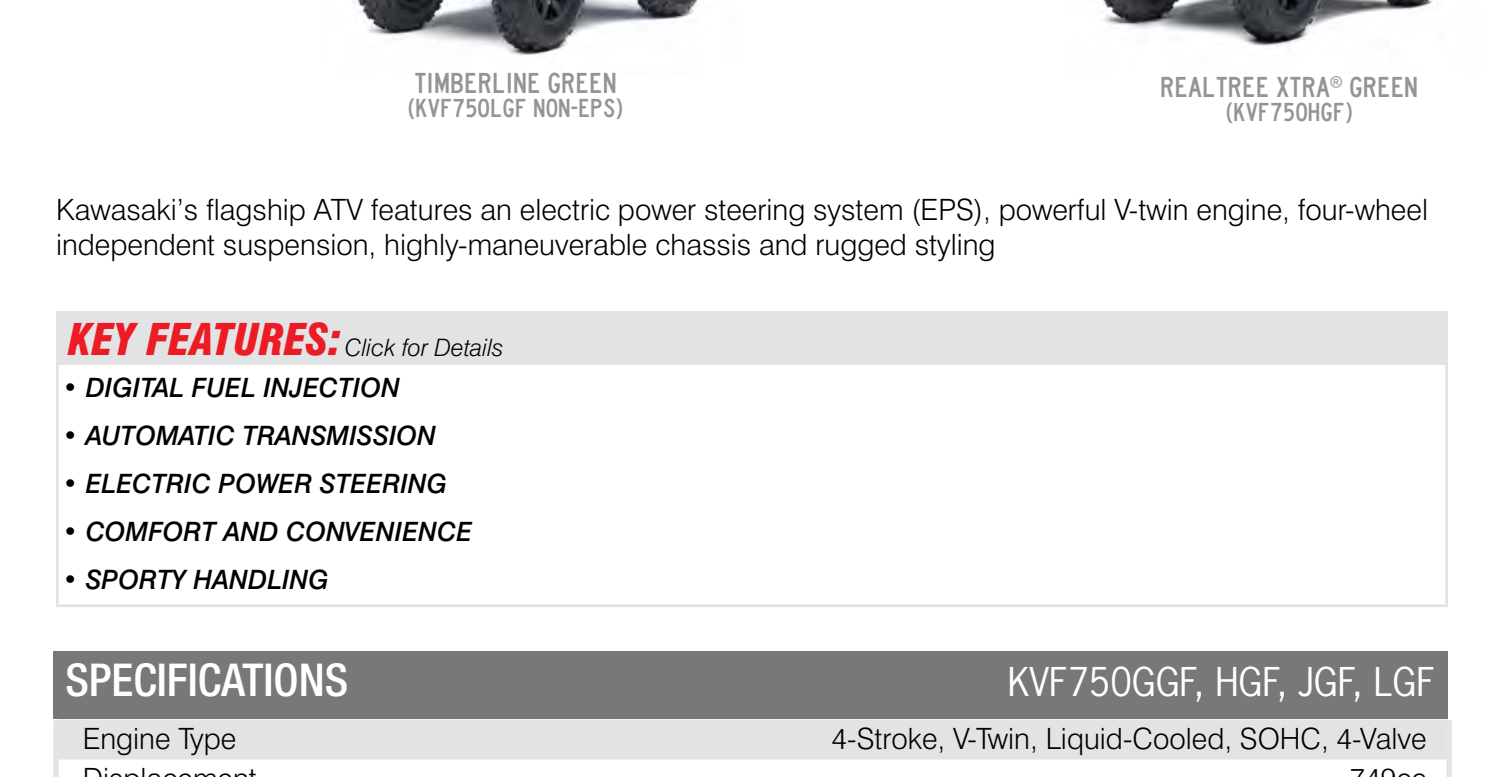 TIMBERLINE GREEN
(KVF750LGF NON-EPS)
REALTREE XTRA® GREEN
(KVF750HGF)
Kawasaki's flagship ATV features an electric power steering system (EPS), powerful V-twin engine, four-wheel
independent suspension, highly-maneuverable chassis and rugged styling
KEY FEATURES: Click for Details
• DIGITAL FUEL INJECTION
• AUTOMATIC TRANSMISSION
• ELECTRIC POWER STEERING
• COMFORT AND CONVENIENCE
• SPORTY HANDLING
SPECIFICATIONS KVF750GGF, HGF, JGF, LGF
Engine Type 4-Stroke, V-Twin, Liquid-Cooled, SOHC, 4-Valve
Displacement 749cc